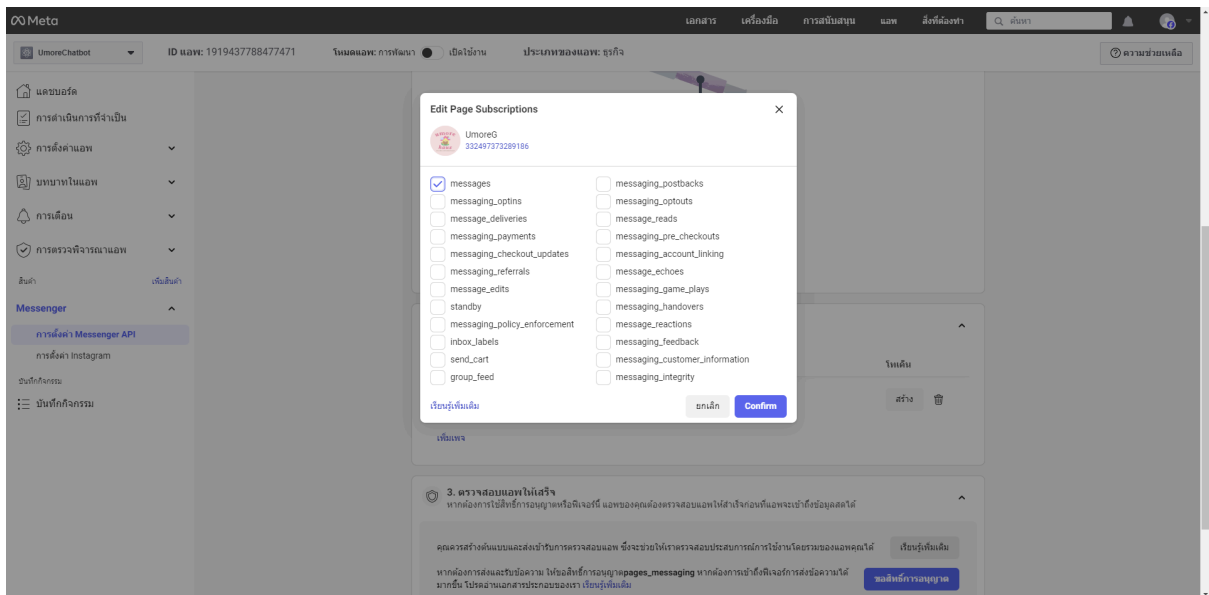 Meta
เอกสาร เครื่องมือ การสนับสนุน แอพ สิ่งที่ต้องทำ ค้นหา
UmoreChatbot ID แอพ: 1919437788477471 โหมดแอพ: การพัฒนา เปิดใช้งาน ประเภทของแอพ: ธุรกิจ ความช่วยเหลือ
แดชบอร์ด
การดำเนินการที่จำเป็น
การตั้งค่าแอพ
บทบาทในแอพ
การเตือน
การตรวจพิจารณาแอพ
สินค้า เพิ่มสินค้า
Messenger
การตั้งค่า Messenger API
การตั้งค่า Instagram
บันทึกกิจกรรม
บันทึกกิจกรรม
Edit Page Subscriptions
UmoreG
332497373289186
messages messaging_postbacks
messaging_optins messaging_optouts
message_deliveries message_reads
messaging_payments messaging_pre_checkouts
messaging_checkout_updates messaging_account_linking
messaging_referrals message_echoes
message_edits messaging_game_plays
standby messaging_handovers
messaging_policy_enforcement message_reactions
inbox_labels messaging_feedback
send_cart messaging_customer_information
group_feed messaging_integrity
เรียนรู้เพิ่มเติม ยกเลิก Confirm
โทเค็น
สร้าง
เพิ่มเพจ
3. ตรวจสอบแอพให้เสร็จ
หากต้องการใช้สิทธิ์การอนุญาตหรือฟีเจอร์นี้ แอพของคุณต้องตรวจสอบแอพให้สำเร็จก่อนที่แอพจะเข้าถึงข้อมูลสดได้
คุณควรสร้างต้นแบบและส่งเข้ารับการตรวจสอบแอพ ซึ่งจะช่วยให้เราตรวจสอบประสบการณ์การใช้งานโดยรวมของแอพคุณได้ เรียนรู้เพิ่มเติม
หากต้องการส่งและรับข้อความ ให้ขอสิทธิ์การอนุญาตpages_messaging หากต้องการเข้าถึงฟีเจอร์การส่งข้อความได้
มากขึ้น โปรดอ่านเอกสารประกอบของเรา เรียนรู้เพิ่มเติม
ขอสิทธิ์การอนุญาต